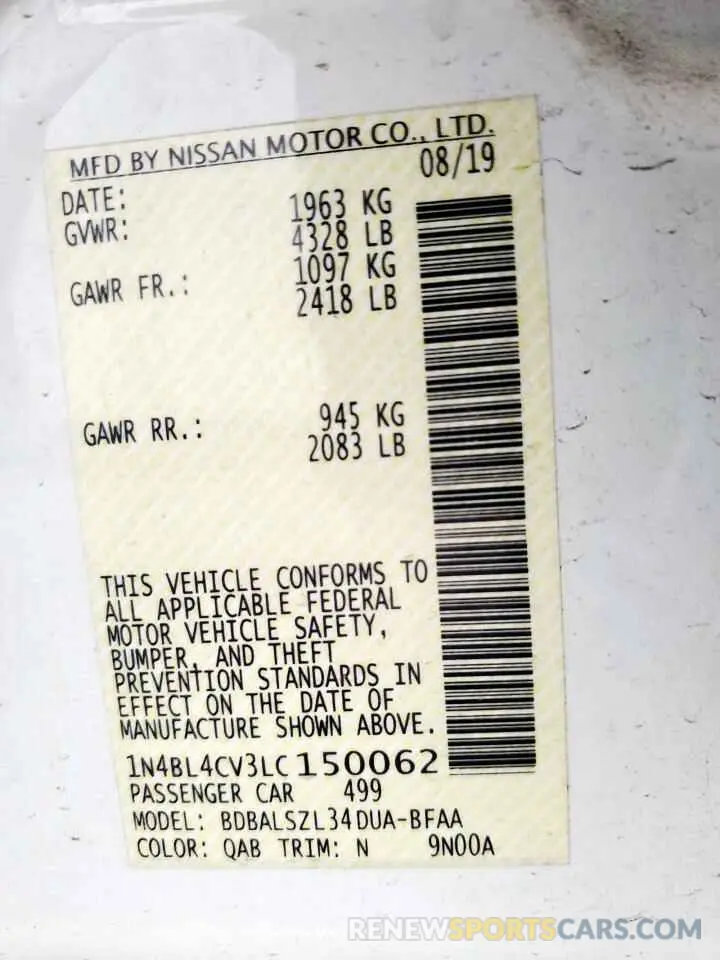 MFD BY NISSAN MOTOR CO., LTD.
DATE: 08/19
GVWR: 1963 KG
4328 LB
GAWR FR.: 1097 KG
2418 LB
GAWR RR.: 945 KG
2083 LB
THIS VEHICLE CONFORMS TO
ALL APPLICABLE FEDERAL
MOTOR VEHICLE SAFETY,
BUMPER, AND THEFT
PREVENTION STANDARDS IN
EFFECT ON THE DATE OF
MANUFACTURE SHOWN ABOVE.
1N4BL4CV3LC150062
PASSENGER CAR 499
MODEL: BDBALSZL34DUA-BFAA
COLOR: QAB TRIM: N 9N00A
RENEWSPORTSCARS.COM